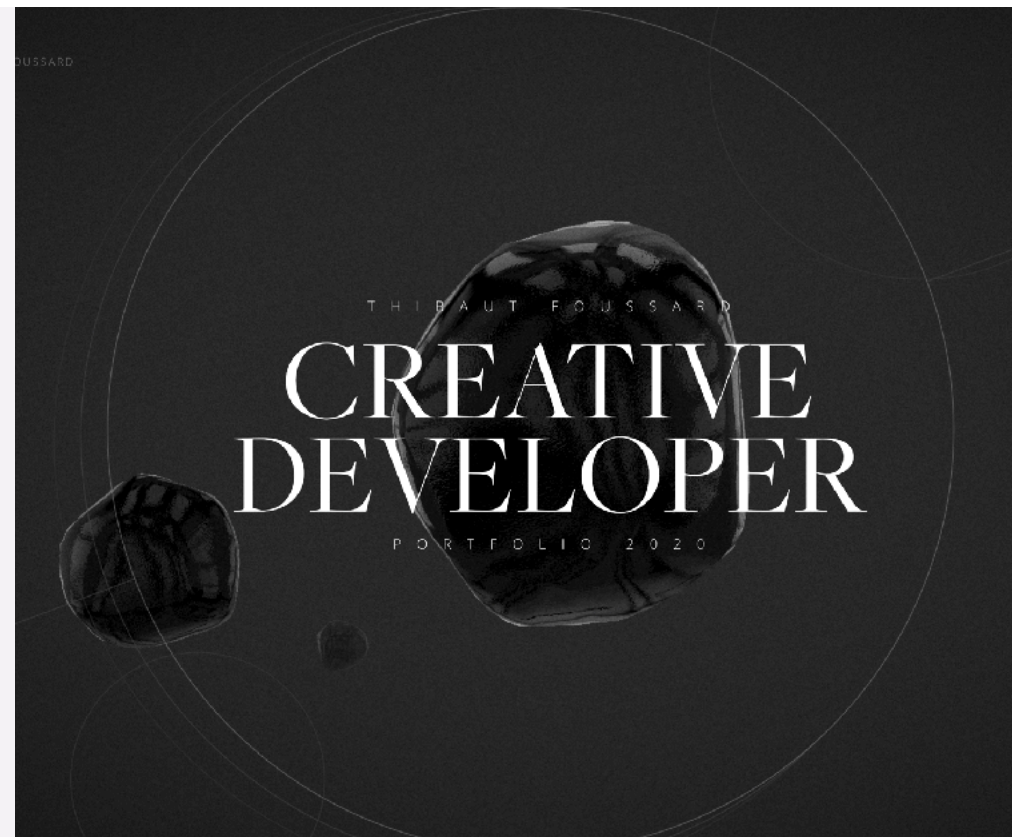 OUSSARD
THIBAUT FOUSSARD
CREATIVE
DEVELOPER
PORTFOLIO 2020